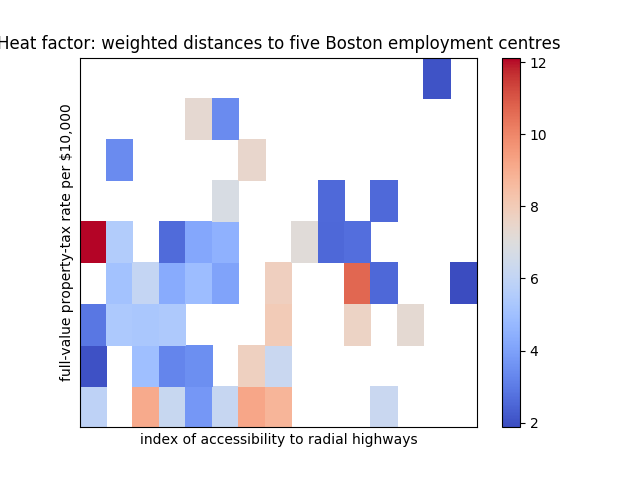 Heat factor: weighted distances to five Boston employment centres
full-value property-tax rate per $10,000
index of accessibility to radial highways
12
10
8
6
4
2